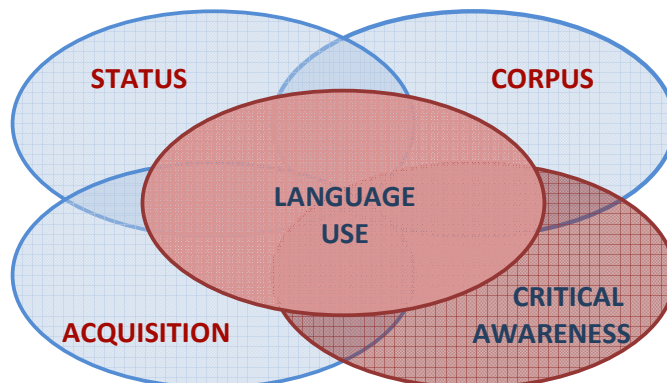 STATUS
CORPUS
LANGUAGE
USE
ACQUISITION
CRITICAL
AWARENESS